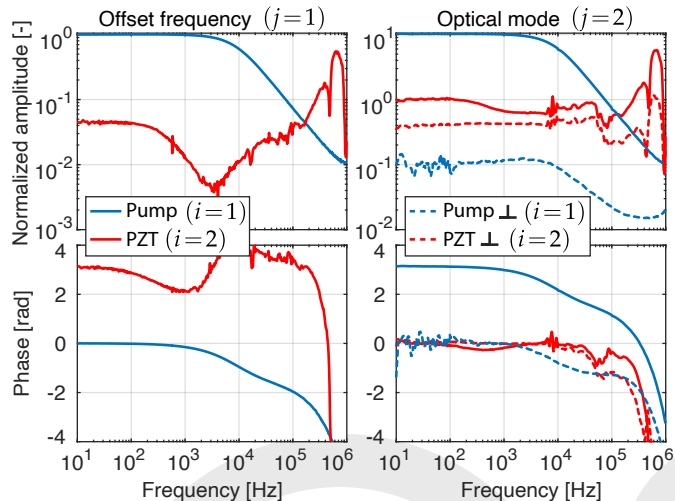 Offset frequency (j=1)
Optical mode (j=2)
Normalized amplitude [-]
10^0
10^-1
10^-2
10^-3
10^1
10^0
10^-1
10^-2
Pump (i=1)
PZT (i=2)
Pump ⊥ (i=1)
PZT ⊥ (i=2)
Phase [rad]
4
2
0
-2
-4
4
2
0
-2
-4
10^1 10^2 10^3 10^4 10^5 10^6
10^1 10^2 10^3 10^4 10^5 10^6
Frequency [Hz]
Frequency [Hz]